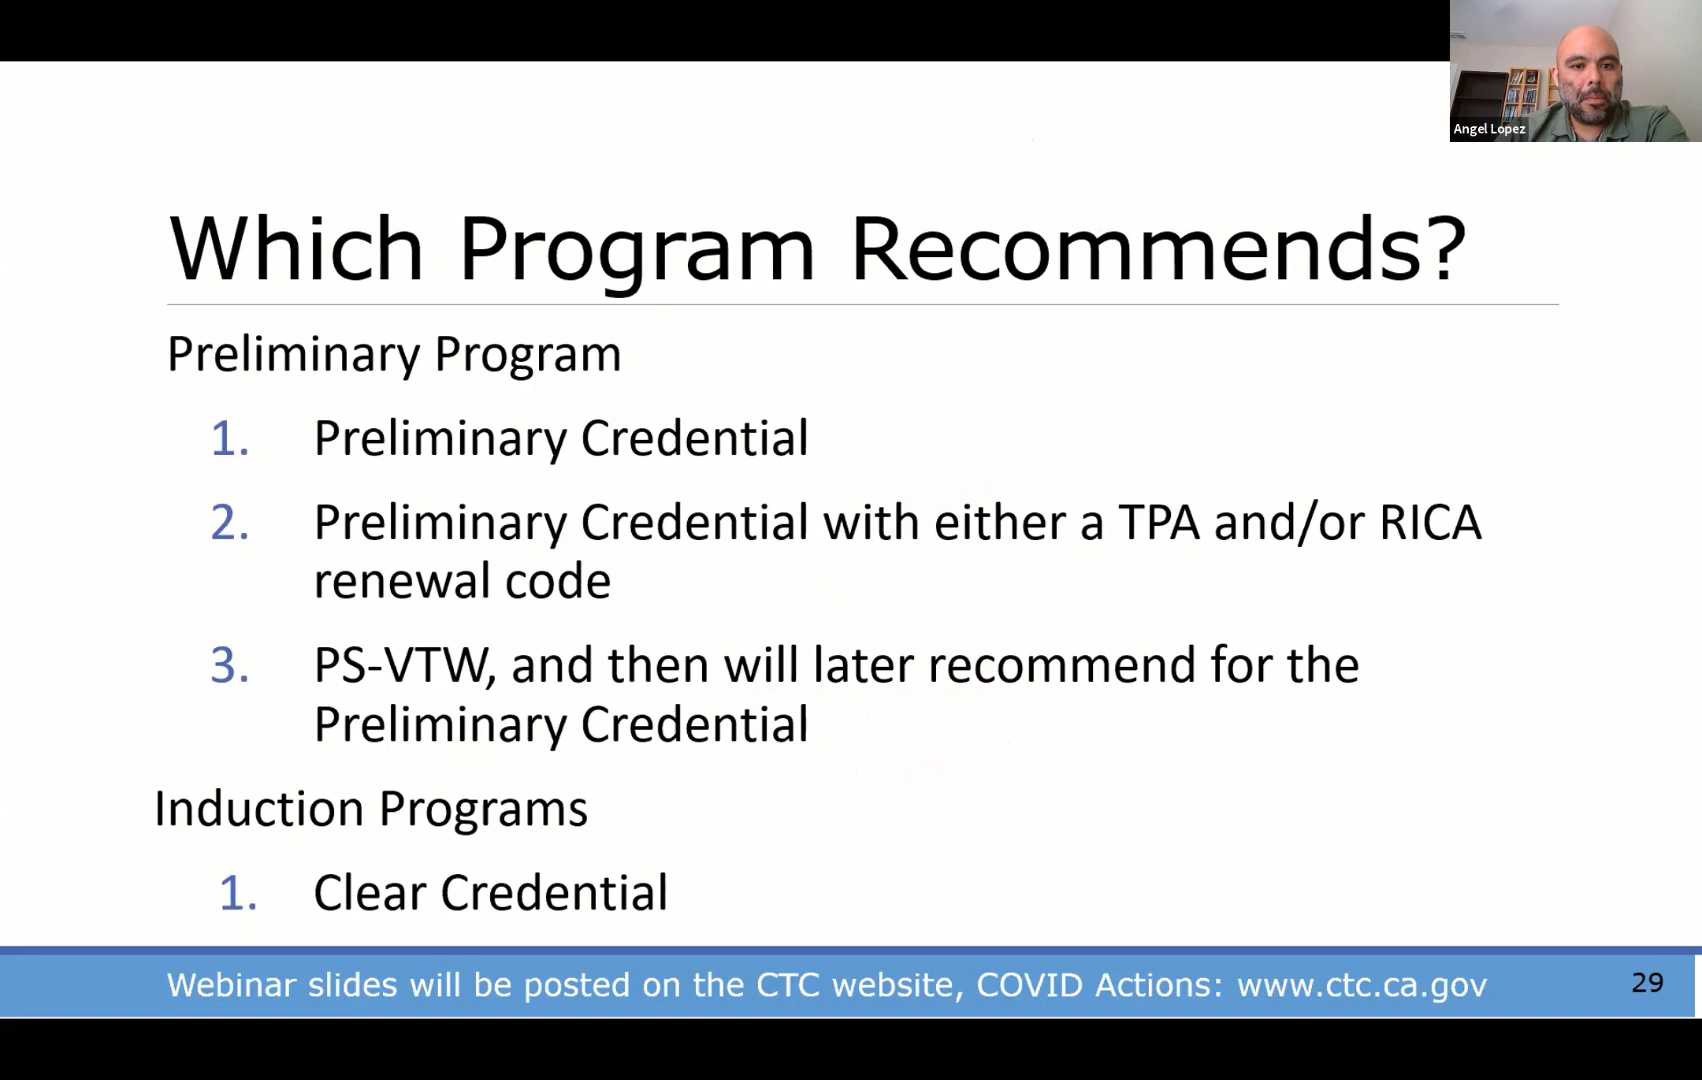 Angel Lopez
Which Program Recommends?
Preliminary Program
1. Preliminary Credential
2. Preliminary Credential with either a TPA and/or RICA
renewal code
3. PS-VTW, and then will later recommend for the
Preliminary Credential
Induction Programs
1. Clear Credential
Webinar slides will be posted on the CTC website, COVID Actions: www.ctc.ca.gov
29